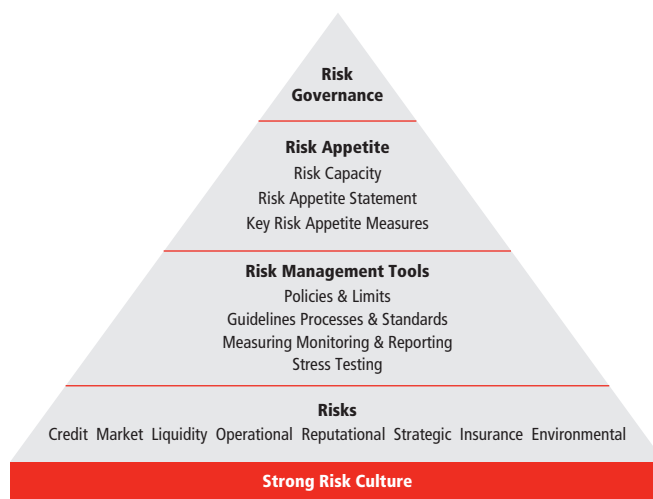 Risk
Governance
Risk Appetite
Risk Capacity
Risk Appetite Statement
Key Risk Appetite Measures
Risk Management Tools
Policies & Limits
Guidelines Processes & Standards
Measuring Monitoring & Reporting
Stress Testing
Risks
Credit Market Liquidity Operational Reputational Strategic Insurance Environmental
Strong Risk Culture